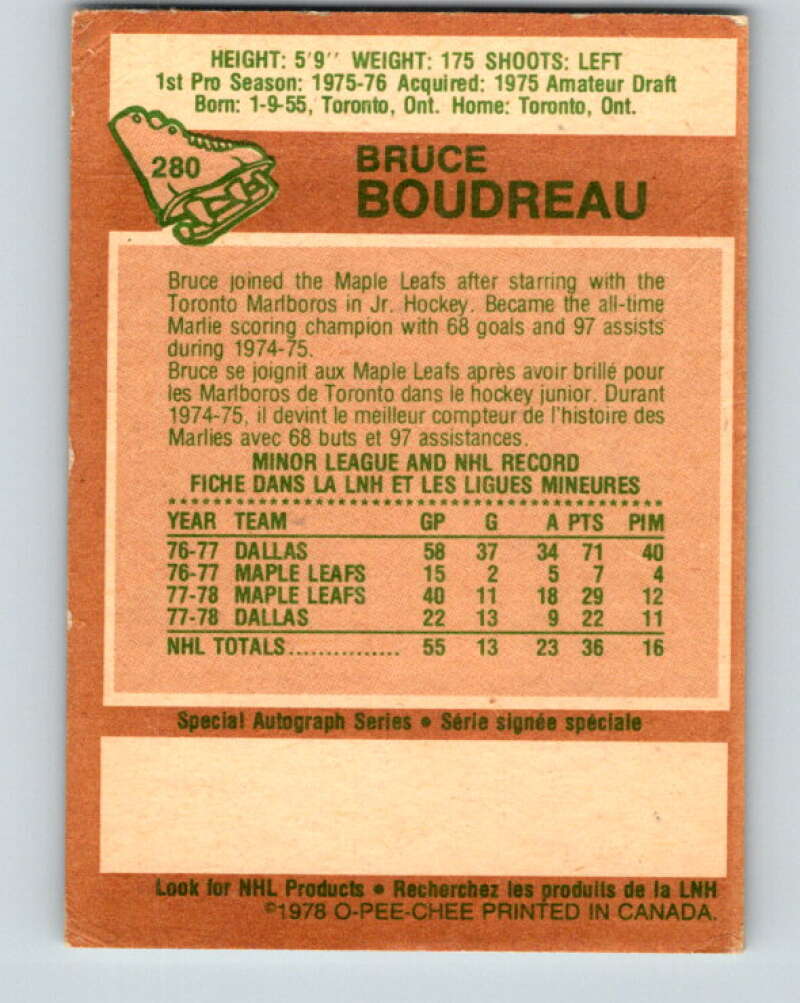 HEIGHT: 5'9" WEIGHT: 175 SHOOTS: LEFT
1st Pro Season: 1975-76 Acquired: 1975 Amateur Draft
Born: 1-9-55, Toronto, Ont. Home: Toronto, Ont.
280
BRUCE
BOUDREAU
Bruce joined the Maple Leafs after starring with the
Toronto Marlboros in Jr. Hockey. Became the all-time
Marlie scoring champion with 68 goals and 97 assists
during 1974-75.
Bruce se joignit aux Maple Leafs après avoir brillé pour
les Marlboros de Toronto dans le hockey junior. Durant
1974-75, il devint le meilleur compteur de l'histoire des
Marlies avec 68 buts et 97 assistances.
MINOR LEAGUE AND NHL RECORD
FICHE DANS LA LNH ET LES LIGUES MINEURES
YEAR TEAM GP G A PTS PIM
76-77 DALLAS 58 37 34 71 40
76-77 MAPLE LEAFS 15 2 5 7 4
77-78 MAPLE LEAFS 40 11 18 29 12
77-78 DALLAS 22 13 9 22 11
NHL TOTALS............... 55 13 23 36 16
Special Autograph Series • Série signée spéciale
Look for NHL Products • Recherchez les produits de la LNH
©1978 O-PEE-CHEE PRINTED IN CANADA.